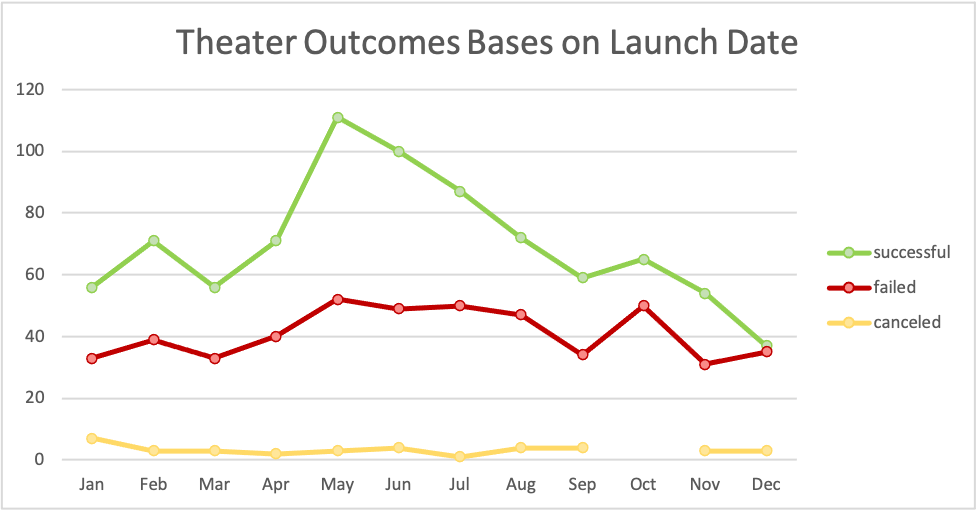 Theater Outcomes Bases on Launch Date
120
100
80
60
40
20
0
Jan Feb Mar Apr May Jun Jul Aug Sep Oct Nov Dec
successful
failed
canceled